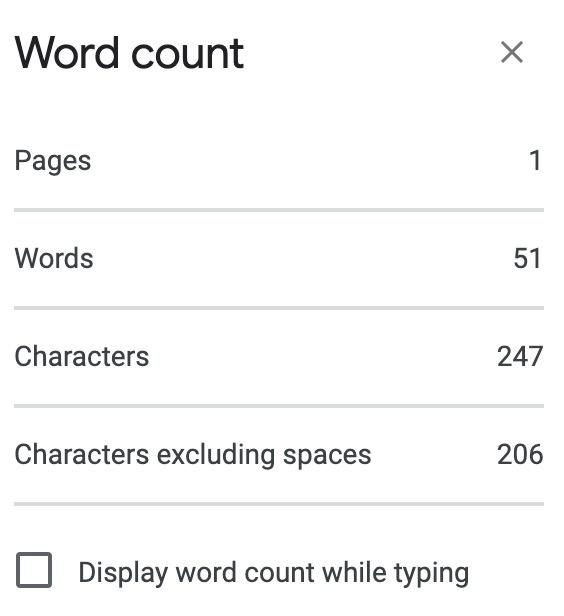 Word count
Pages 1
Words 51
Characters 247
Characters excluding spaces 206
Display word count while typing